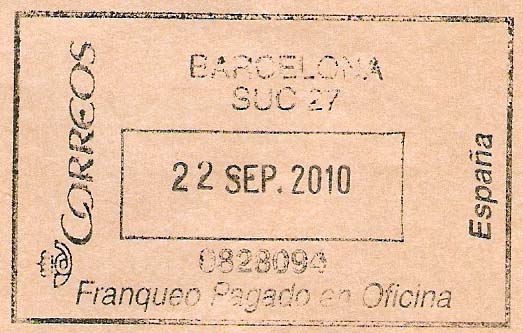 CORREOS
BARCELONA
SUC 27
22 SEP. 2010
0828094
Franqueo Pagado en Oficina
España